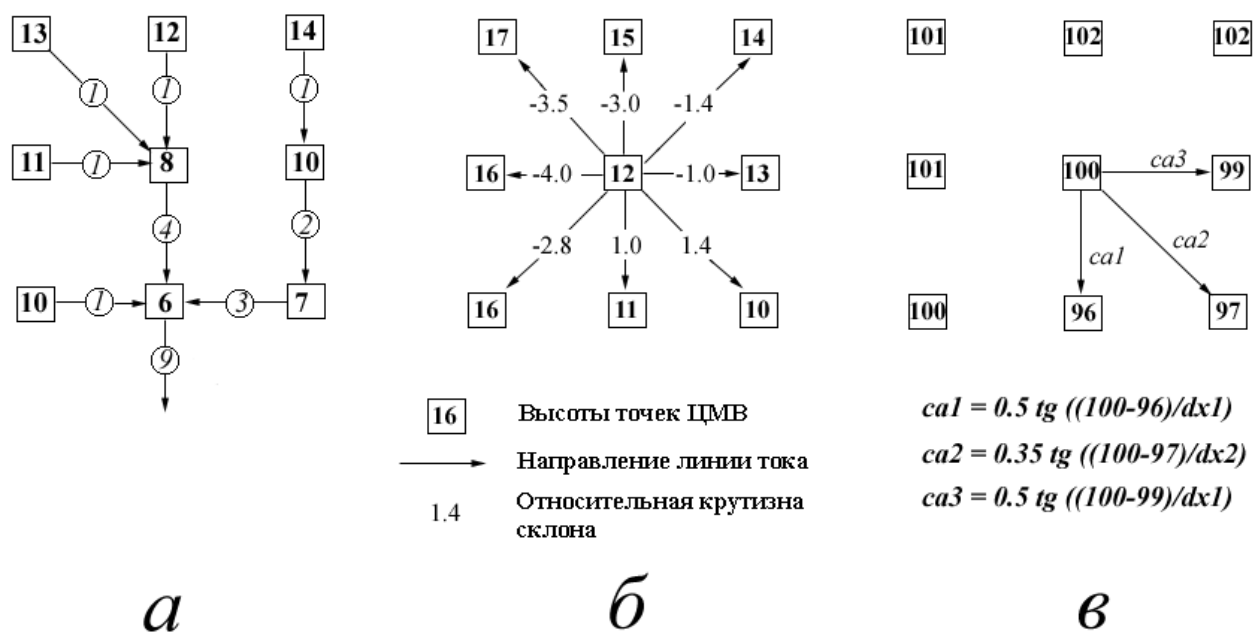 13 12 14 17 15 14 101 102 102
1 1 1 -3.5 -3.0 -1.4
11 1 8 10 16 -4.0 12 -1.0 13 101 100 ca3 99
4 2 -2.8 1.0 1.4 ca1 ca2
10 1 6 3 7 16 11 10 100 96 97
9
16 Высоты точек ЦМВ
Направление линии тока
1.4 Относительная крутизна
склона
ca1 = 0.5 tg ((100-96)/dx1)
ca2 = 0.35 tg ((100-97)/dx2)
ca3 = 0.5 tg ((100-99)/dx1)
а б в